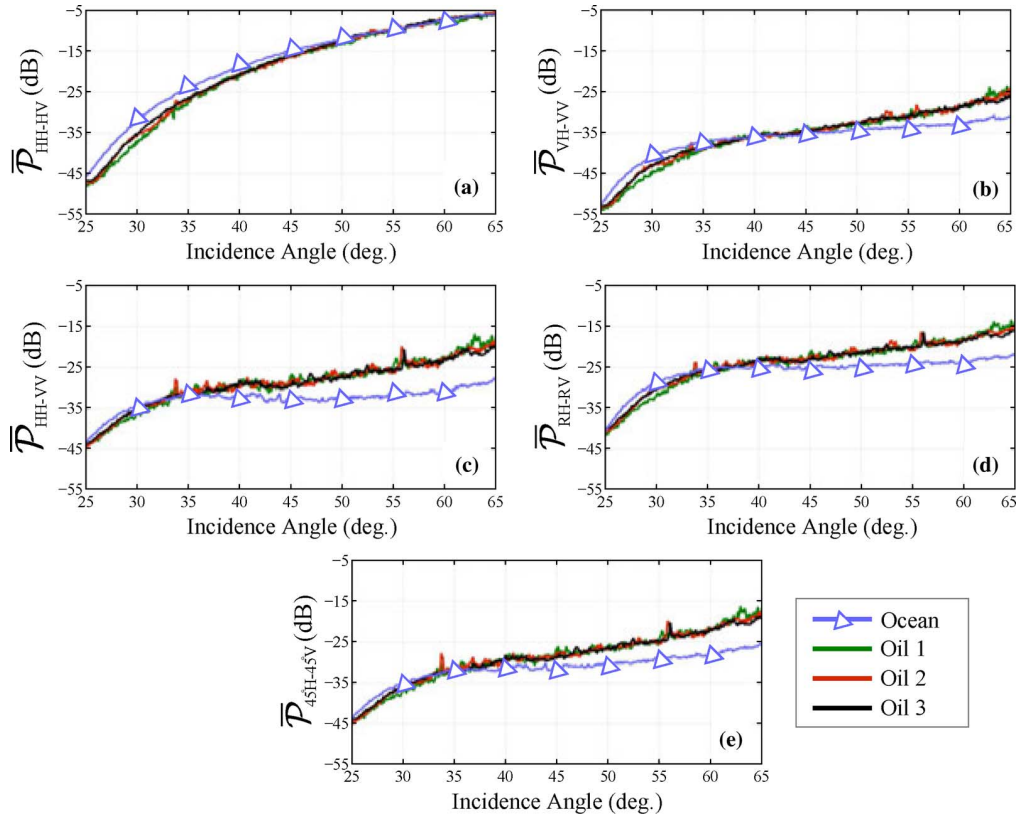 −5
−15
−25
−35
−45
−55
P̅HH-HV (dB)
(a)
25 30 35 40 45 50 55 60 65
Incidence Angle (deg.)
−5
−15
−25
−35
−45
−55
P̅VH-VV (dB)
(b)
25 30 35 40 45 50 55 60 65
Incidence Angle (deg.)
−5
−15
−25
−35
−45
−55
P̅HH-VV (dB)
(c)
25 30 35 40 45 50 55 60 65
Incidence Angle (deg.)
−5
−15
−25
−35
−45
−55
P̅RH-RV (dB)
(d)
25 30 35 40 45 50 55 60 65
Incidence Angle (deg.)
−5
−15
−25
−35
−45
−55
P̅45°H-45°V (dB)
(e)
25 30 35 40 45 50 55 60 65
Incidence Angle (deg.)
Ocean
Oil 1
Oil 2
Oil 3